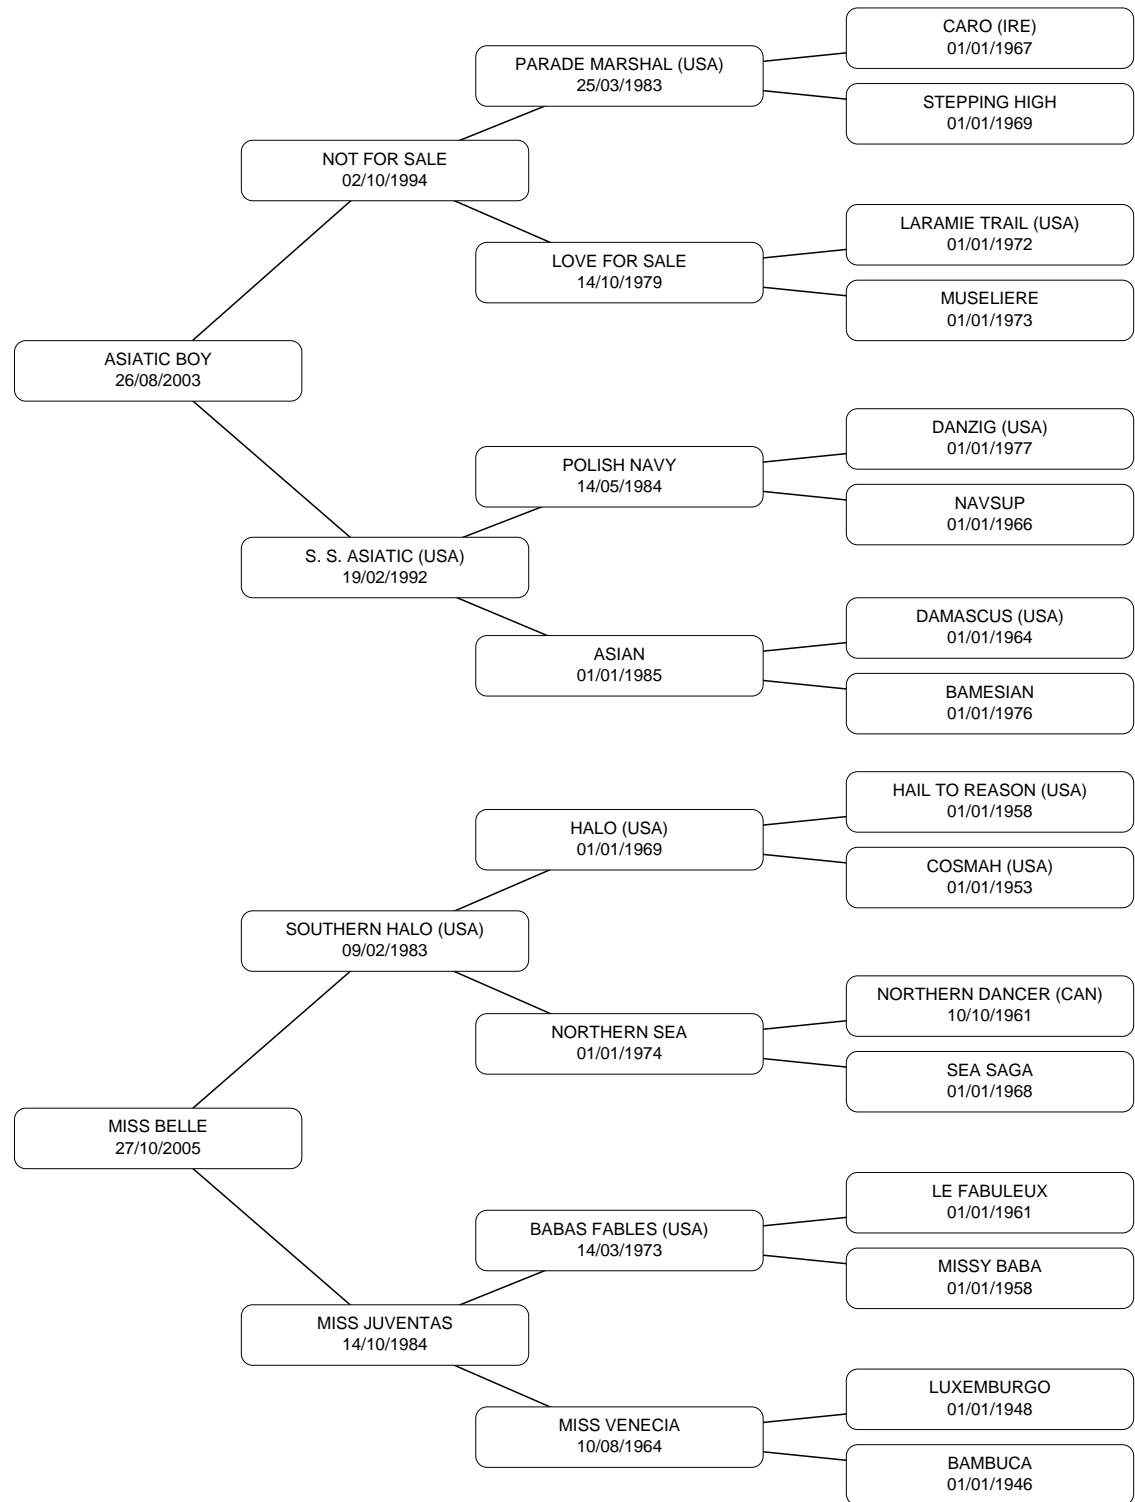 CARO (IRE)
01/01/1967
PARADE MARSHAL (USA)
25/03/1983
STEPPING HIGH
01/01/1969
NOT FOR SALE
02/10/1994
LARAMIE TRAIL (USA)
01/01/1972
LOVE FOR SALE
14/10/1979
MUSELIERE
01/01/1973
ASIATIC BOY
26/08/2003
DANZIG (USA)
01/01/1977
POLISH NAVY
14/05/1984
NAVSUP
01/01/1966
S. S. ASIATIC (USA)
19/02/1992
DAMASCUS (USA)
01/01/1964
ASIAN
01/01/1985
BAMESIAN
01/01/1976
HAIL TO REASON (USA)
01/01/1958
HALO (USA)
01/01/1969
COSMAH (USA)
01/01/1953
SOUTHERN HALO (USA)
09/02/1983
NORTHERN DANCER (CAN)
10/10/1961
NORTHERN SEA
01/01/1974
SEA SAGA
01/01/1968
MISS BELLE
27/10/2005
LE FABULEUX
01/01/1961
BABAS FABLES (USA)
14/03/1973
MISSY BABA
01/01/1958
MISS JUVENTAS
14/10/1984
LUXEMBURGO
01/01/1948
MISS VENECIA
10/08/1964
BAMBUCA
01/01/1946